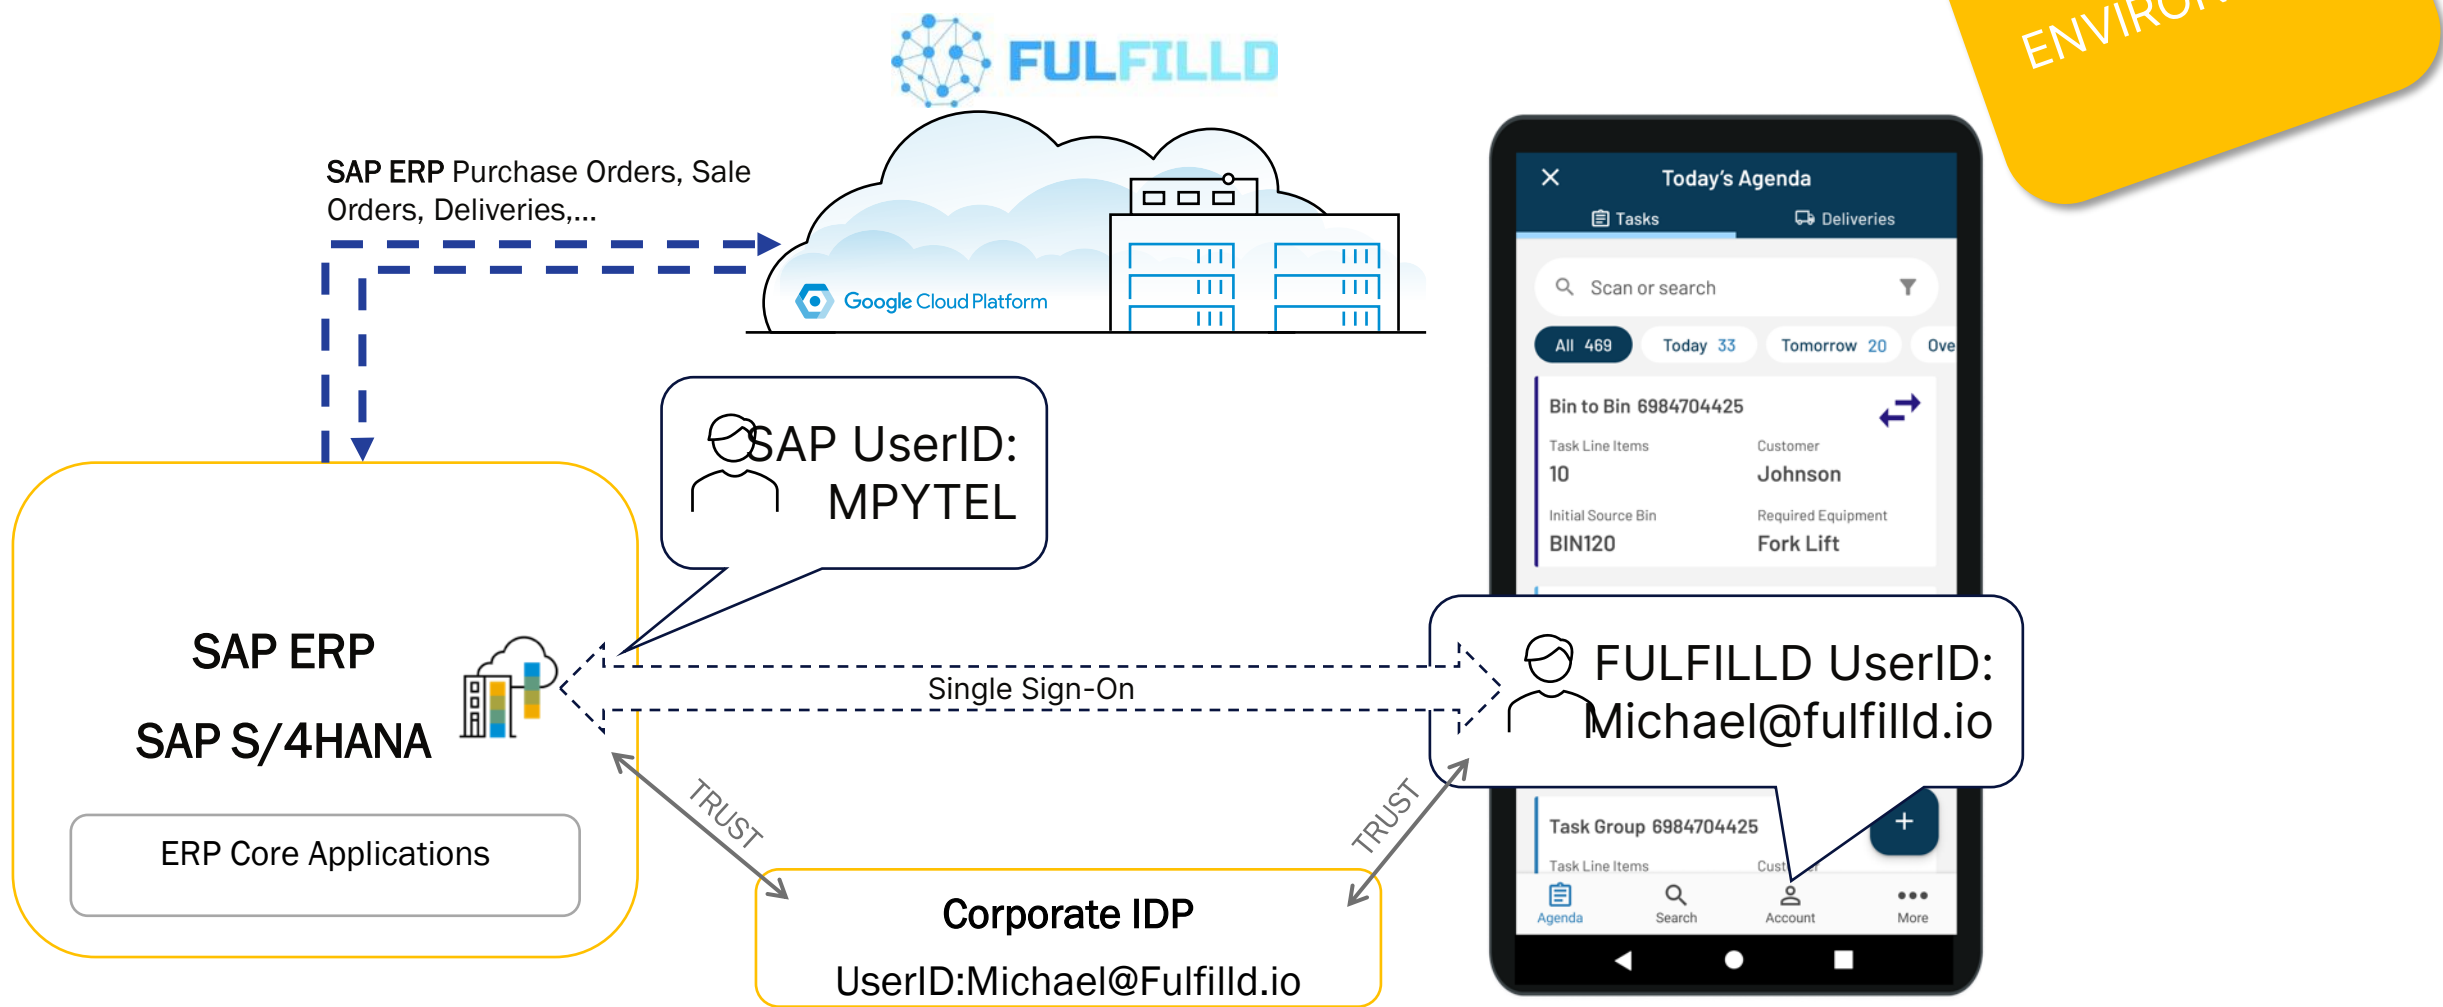 FULFILLD
SAP ERP Purchase Orders, Sale
Orders, Deliveries,...
Google Cloud Platform
SAP UserID:
MPYTEL
SAP ERP
SAP S/4HANA
ERP Core Applications
Single Sign-On
TRUST
TRUST
Corporate IDP
UserID:Michael@Fulfilld.io
Today's Agenda
Tasks Deliveries
Scan or search
All 469 Today 33 Tomorrow 20 Ove
Bin to Bin 6984704425
Task Line Items Customer
10 Johnson
Initial Source Bin Required Equipment
BIN120 Fork Lift
FULFILLD UserID:
Michael@fulfilld.io
Task Group 6984704425
+
Task Line Items
Agenda Search Account More